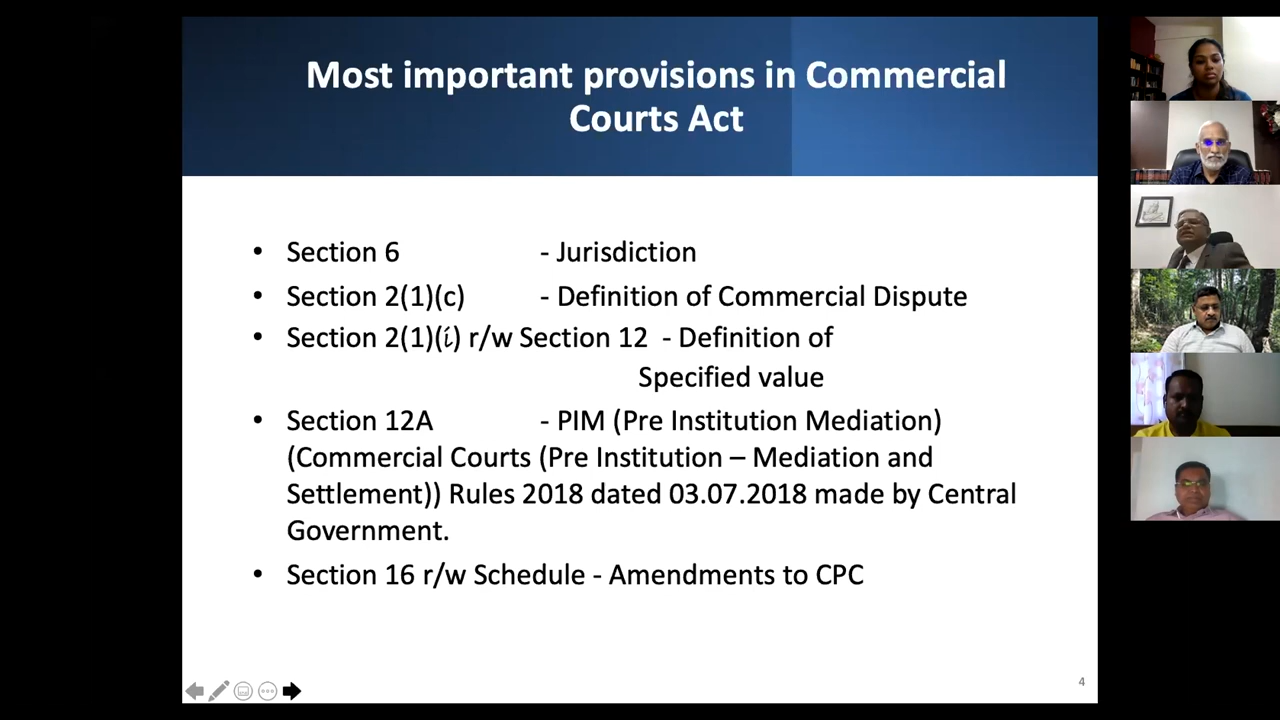 Most important provisions in Commercial
Courts Act
• Section 6 - Jurisdiction
• Section 2(1)(c) - Definition of Commercial Dispute
• Section 2(1)(i) r/w Section 12 - Definition of
Specified value
• Section 12A - PIM (Pre Institution Mediation)
(Commercial Courts (Pre Institution – Mediation and
Settlement)) Rules 2018 dated 03.07.2018 made by Central
Government.
• Section 16 r/w Schedule - Amendments to CPC
4